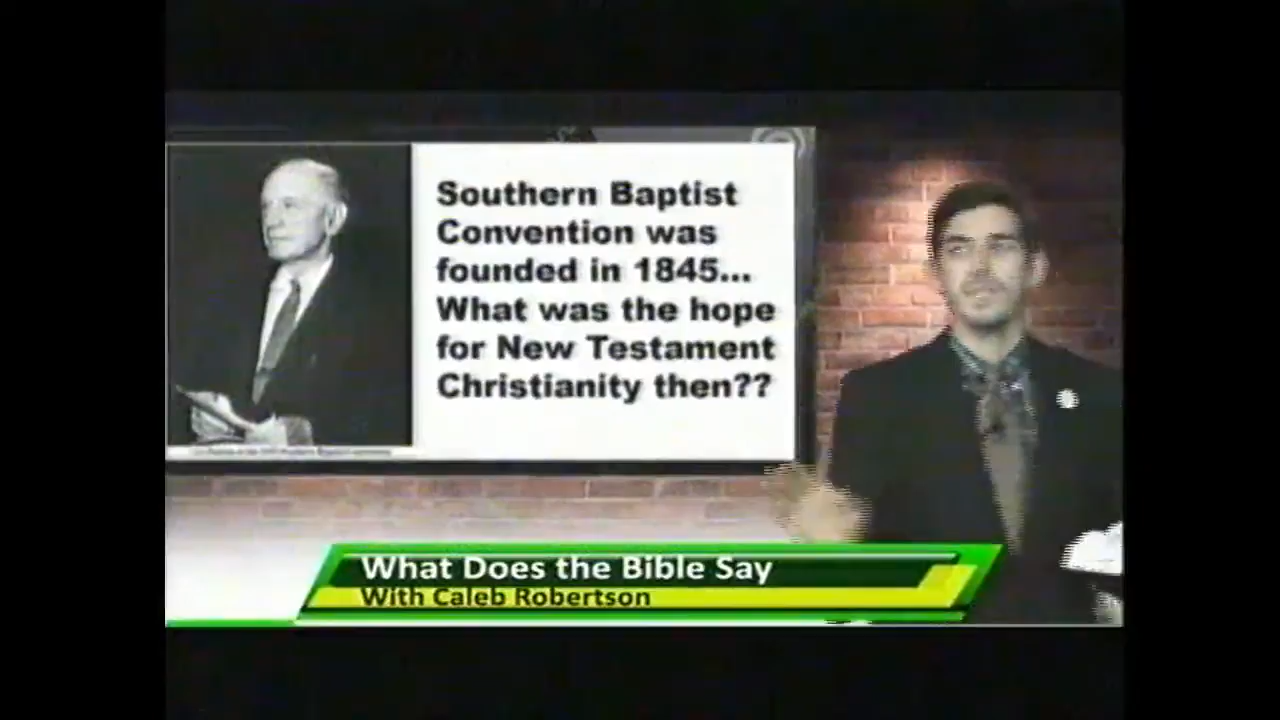 Southern Baptist
Convention was
founded in 1845...
What was the hope
for New Testament
Christianity then??
What Does the Bible Say
With Caleb Robertson